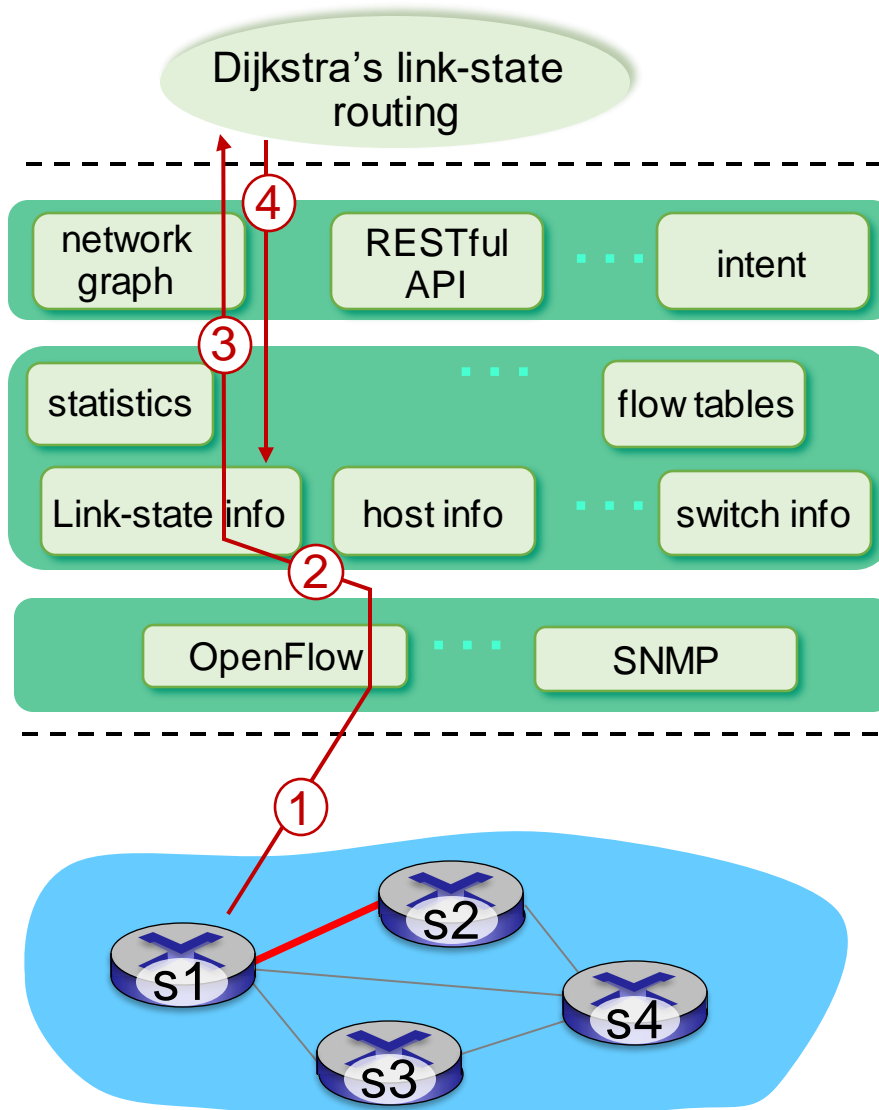 Dijkstra's link-state
routing
4
network
graph
RESTful
API
intent
3
statistics
flow tables
Link-state info
host info
switch info
2
OpenFlow
SNMP
1
s2
s1
s4
s3